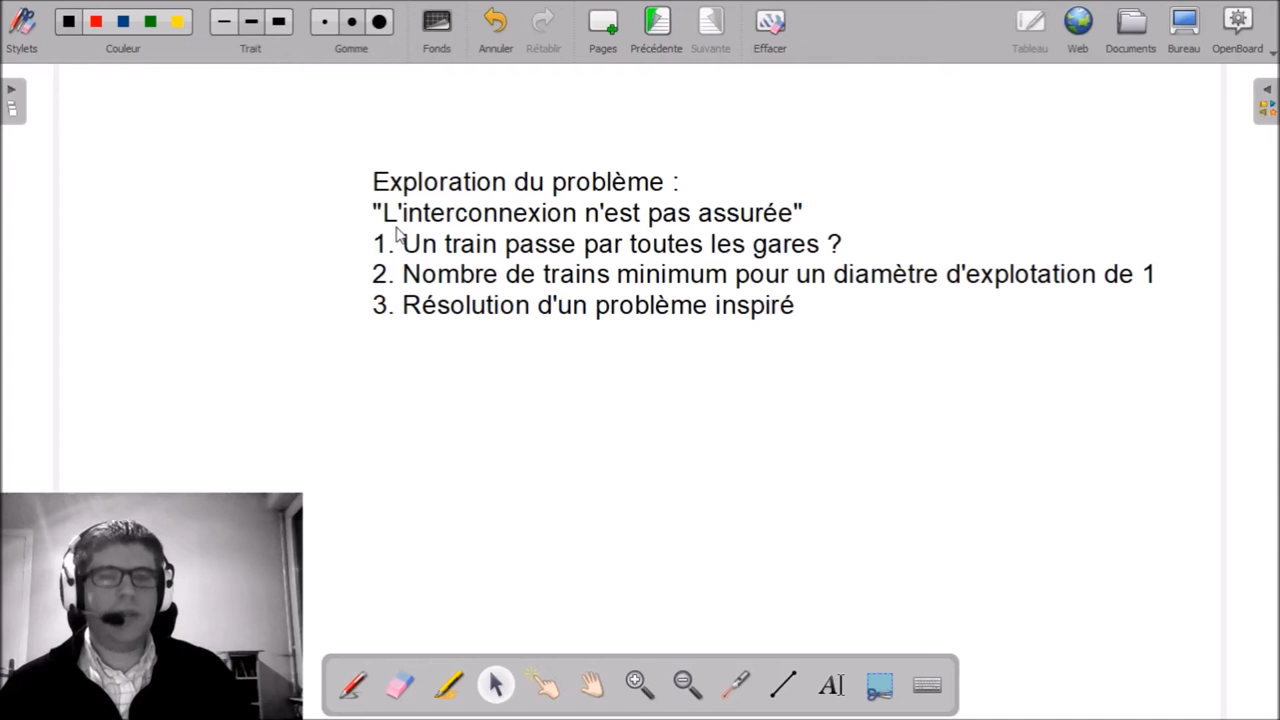 Stylets
Couleur
Trait
Gomme
Fonds
Annuler
Rétablir
Pages
Précédente
Suivante
Effacer
Tableau
Web
Documents
Bureau
OpenBoard
Exploration du problème :
"L'interconnexion n'est pas assurée"
1. Un train passe par toutes les gares ?
2. Nombre de trains minimum pour un diamètre d'explotation de 1
3. Résolution d'un problème inspiré
AI